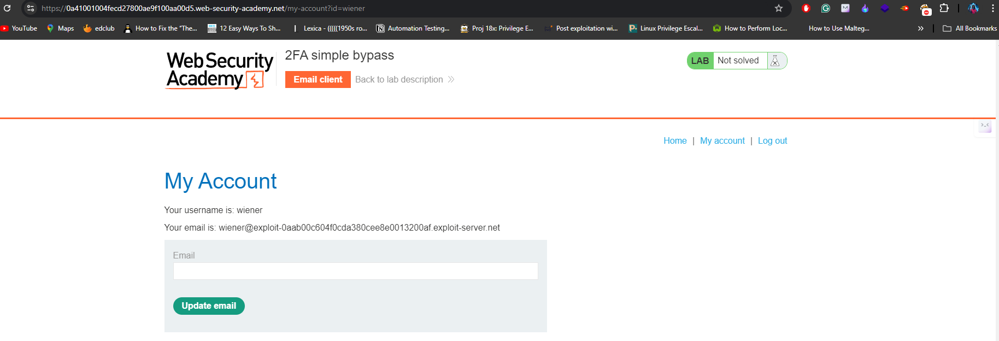 https://0a41001004fecd27800ae9f100aa00d5.web-security-academy.net/my-account?id=wiener
YouTube Maps edclub How to Fix the “The... 12 Easy Ways To Sh... Lexica - (((((1950s ro... Automation Testing... Proj 18x: Privilege E... Post exploitation wi... Linux Privilege Escal... How to Perform Loc... How to Use Malteg... » All Bookmarks
Web Security
Academy
2FA simple bypass
Email client Back to lab description
LAB Not solved
Home | My account | Log out
My Account
Your username is: wiener
Your email is: wiener@exploit-0aab00c604f0cda380cee8e0013200af.exploit-server.net
Email
Update email